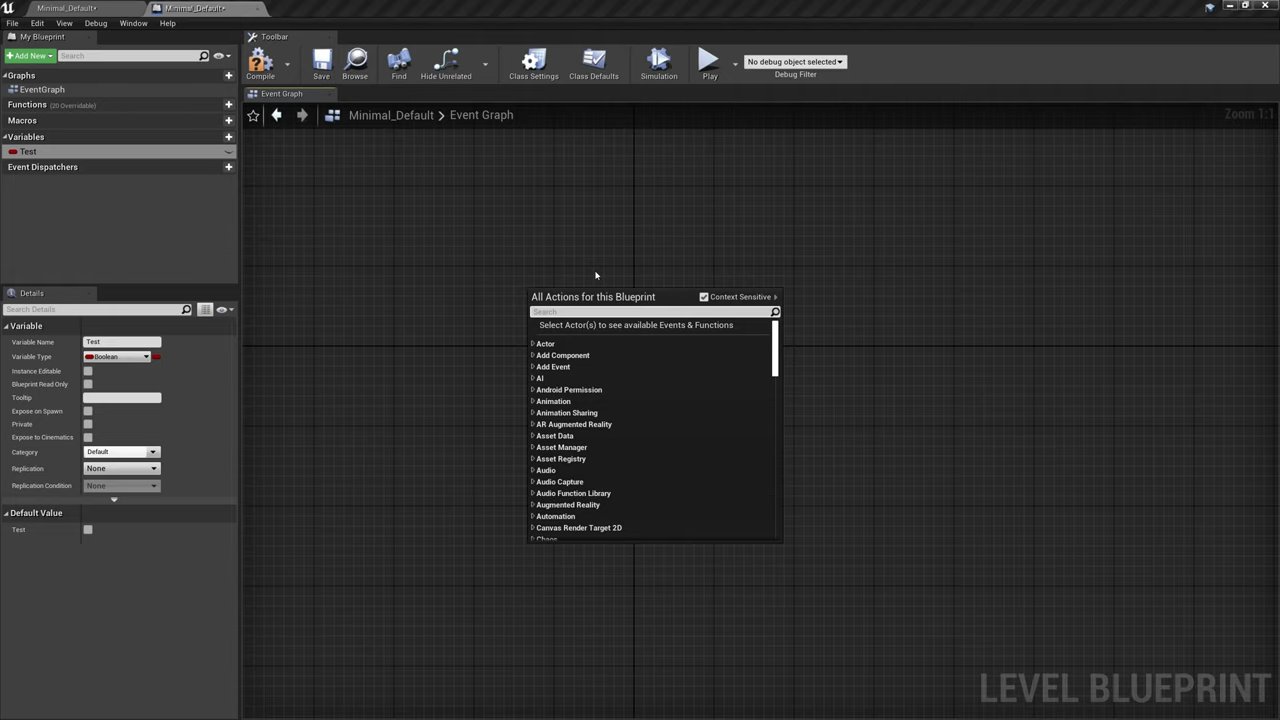 Minimal_Default*
Minimal_Default*
File Edit View Debug Window Help
My Blueprint
Toolbar
+Add New
Search
Compile
Save
Browse
Find
Hide Unrelated
Class Settings
Class Defaults
Simulation
Play
No debug object selected
Debug Filter
Graphs
EventGraph
Functions (20 Overridable)
Macros
Variables
Test
Event Dispatchers
Event Graph
Minimal_Default > Event Graph
Zoom 1:1
Details
Search Details
Variable
Variable Name Test
Variable Type Boolean
Instance Editable
Blueprint Read Only
Tooltip
Expose on Spawn
Private
Expose to Cinematics
Category Default
Replication None
Replication Condition None
Default Value
Test
All Actions for this Blueprint
Context Sensitive
Search
Select Actor(s) to see available Events & Functions
Actor
Add Component
Add Event
AI
Android Permission
Animation
Animation Sharing
AR Augmented Reality
Asset Data
Asset Manager
Asset Registry
Audio
Audio Capture
Audio Function Library
Augmented Reality
Automation
Canvas Render Target 2D
Chaos
LEVEL BLUEPRINT